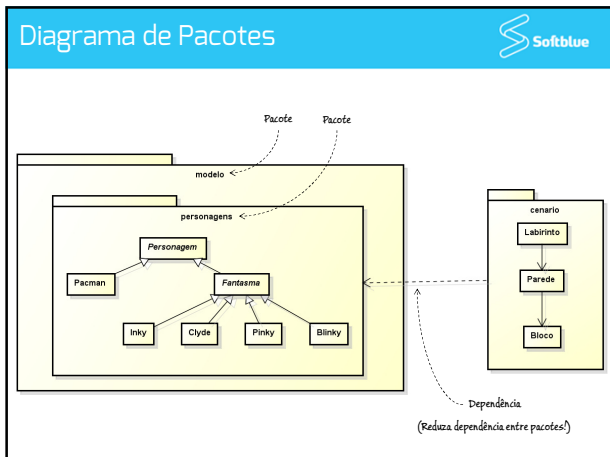 Diagrama de Pacotes
Softblue
Pacote
Pacote
modelo
personagens
Personagem
Pacman
Fantasma
Inky
Clyde
Pinky
Blinky
cenario
Labirinto
Parede
Bloco
Dependência
(Reduza dependência entre pacotes!)